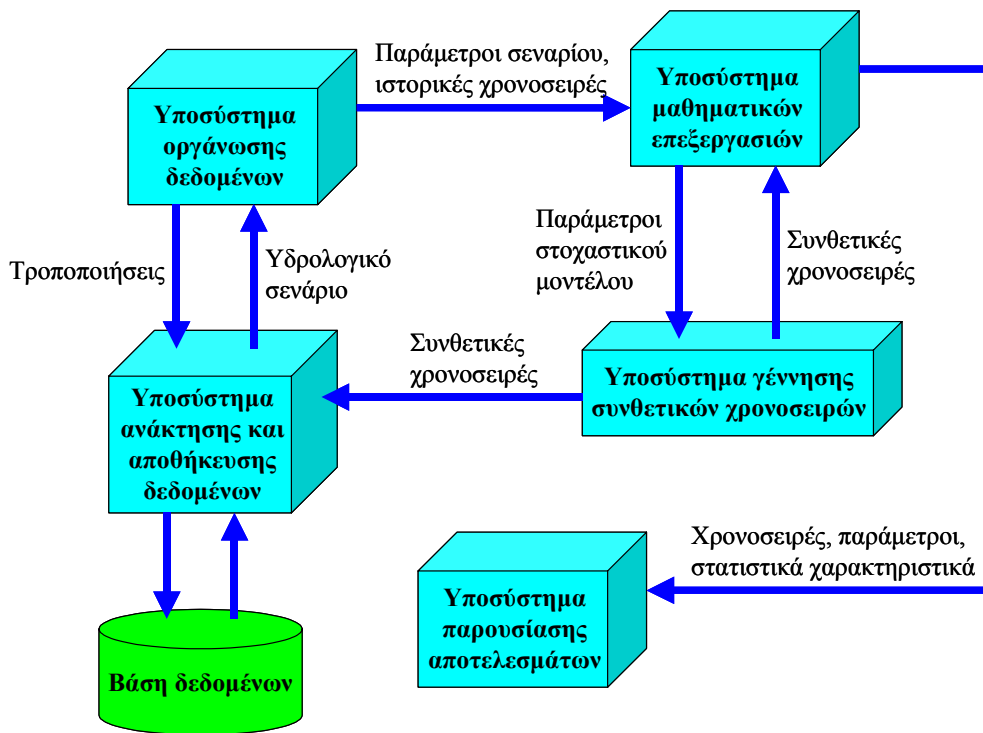 Παράμετροι σεναρίου,
ιστορικές χρονοσειρές
Υποσύστημα
οργάνωσης
δεδομένων
Υποσύστημα
μαθηματικών
επεξεργασιών
Τροποποιήσεις
Υδρολογικό
σενάριο
Παράμετροι
στοχαστικού
μοντέλου
Συνθετικές
χρονοσειρές
Συνθετικές
χρονοσειρές
Υποσύστημα γέννησης
συνθετικών χρονοσειρών
Υποσύστημα
ανάκτησης και
αποθήκευσης
δεδομένων
Χρονοσειρές, παράμετροι,
στατιστικά χαρακτηριστικά
Υποσύστημα
παρουσίασης
αποτελεσμάτων
Βάση δεδομένων